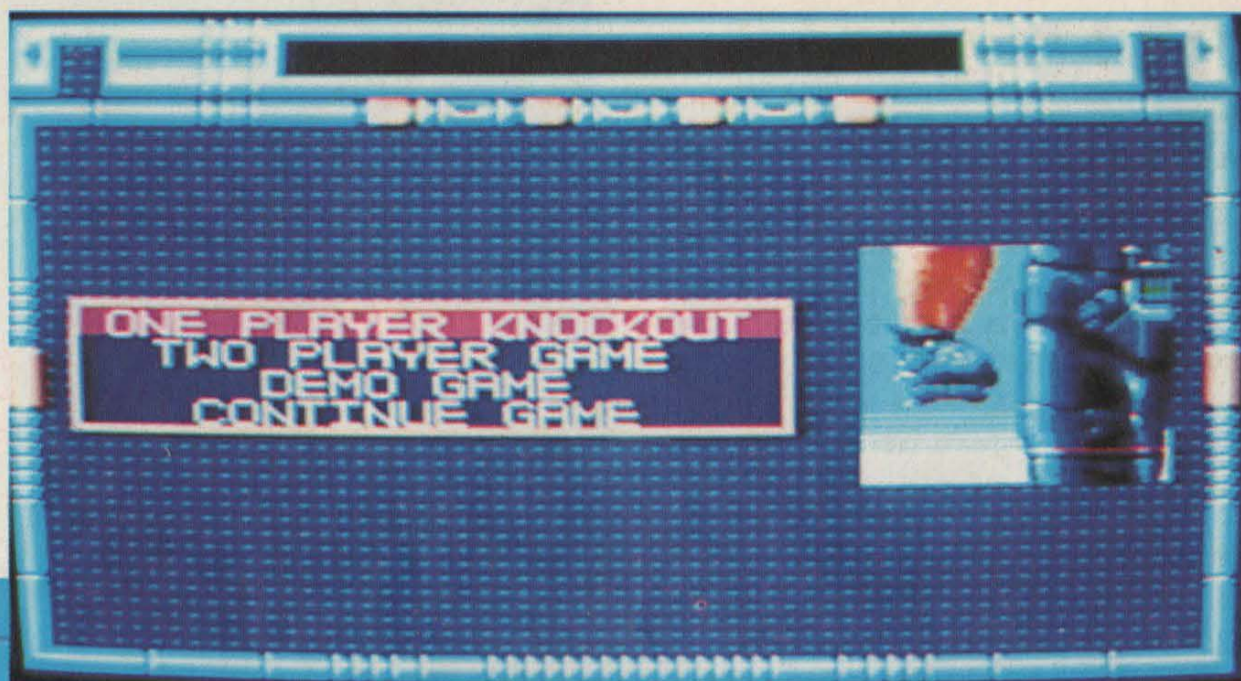 ONE PLAYER KNOCKOUT
TWO PLAYER GAME
DEMO GAME
CONTINUE GAME